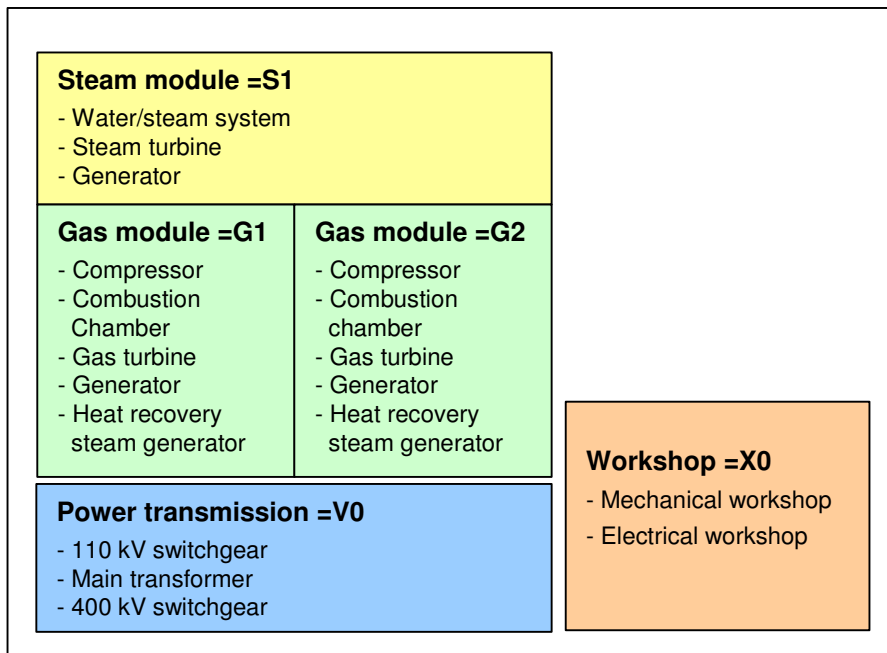 Steam module =S1
- Water/steam system
- Steam turbine
- Generator
Gas module =G1
- Compressor
- Combustion
Chamber
- Gas turbine
- Generator
- Heat recovery
steam generator
Gas module =G2
- Compressor
- Combustion
chamber
- Gas turbine
- Generator
- Heat recovery
steam generator
Power transmission =V0
- 110 kV switchgear
- Main transformer
- 400 kV switchgear
Workshop =X0
- Mechanical workshop
- Electrical workshop